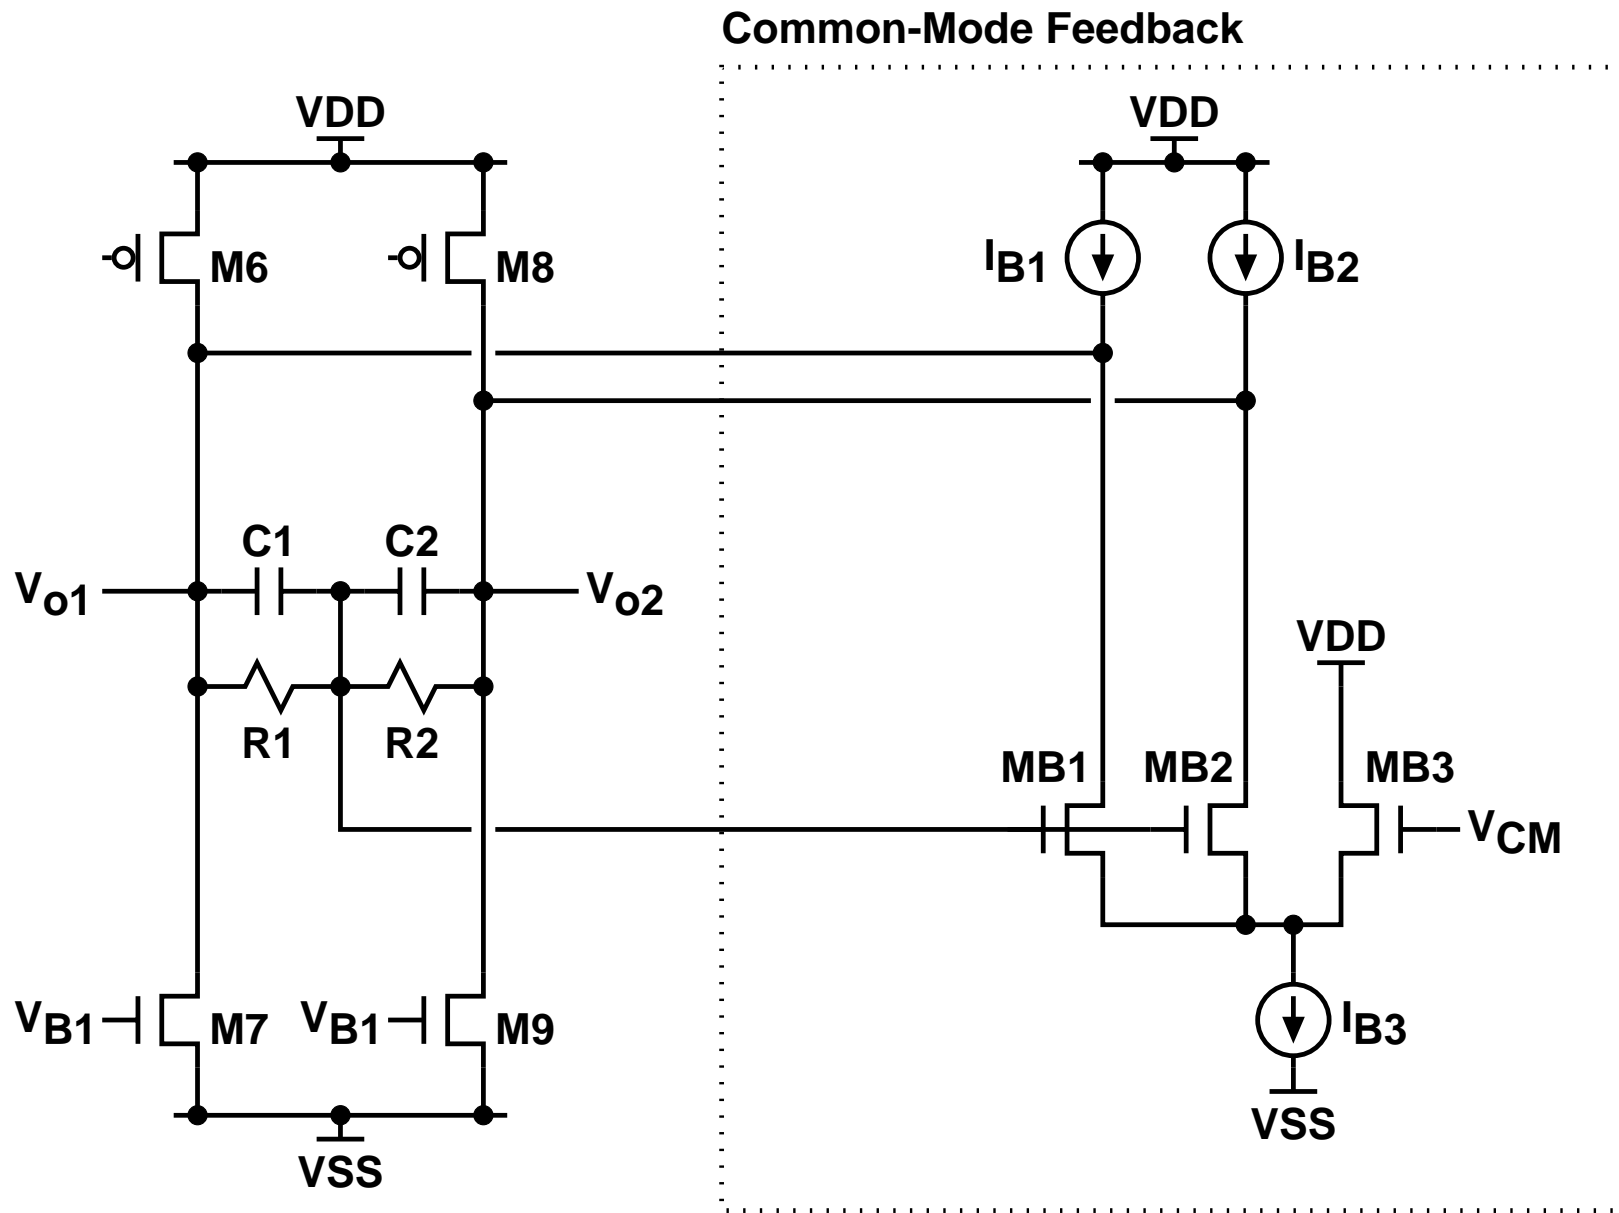 Common-Mode Feedback
VDD VDD
M6 M8 IB1 IB2
C1 C2
Vo1 Vo2
VDD
R1 R2
MB1 MB2 MB3
VCM
VB1 M7 VB1 M9 IB3
VSS
VSS